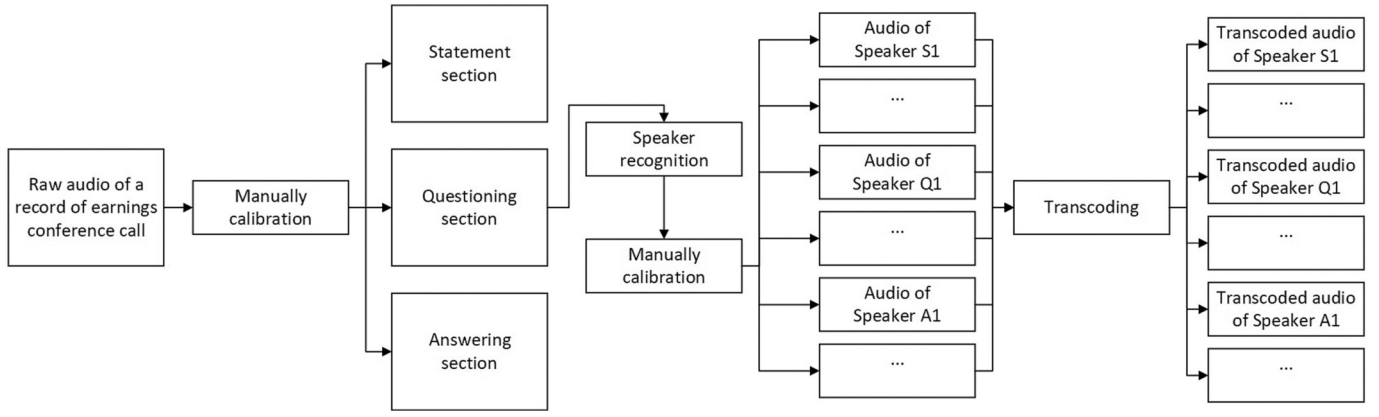 Raw audio of a
record of earnings
conference call
Manually
calibration
Statement
section
Questioning
section
Answering
section
Speaker
recognition
Manually
calibration
Audio of
Speaker S1
...
Audio of
Speaker Q1
...
Audio of
Speaker A1
...
Transcoding
Transcoded audio
of Speaker S1
...
Transcoded audio
of Speaker Q1
...
Transcoded audio
of Speaker A1
...